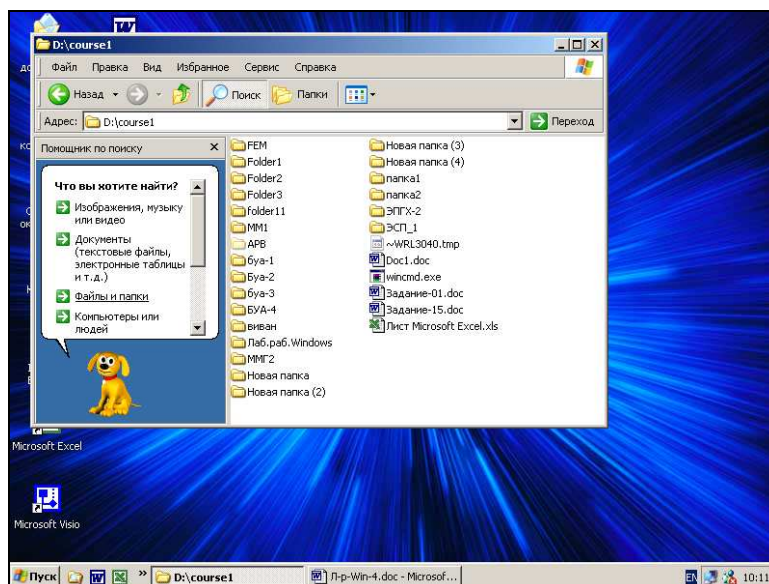 D:\course1
Файл Правка Вид Избранное Сервис Справка
Назад Поиск Папки
Адрес: D:\course1 Переход
Помощник по поиску
Что вы хотите найти?
Изображения, музыку
или видео
Документы
(текстовые файлы,
электронные таблицы
и т.д.)
Файлы и папки
Компьютеры или
людей
FEM
Folder1
Folder2
Folder3
folder11
MM1
APB
буа-1
Буа-2
буа-3
БУА-4
виван
Лаб.раб.Windows
ММГ2
Новая папка
Новая папка (2)
Новая папка (3)
Новая папка (4)
папка1
папка2
ЭПГХ-2
ЭСП_1
~WRL3040.tmp
Doc1.doc
wincmd.exe
Задание-01.doc
Задание-15.doc
Лист Microsoft Excel.xls
Microsoft Excel
Microsoft Visio
Пуск » D:\course1 Л-р-Win-4.doc - Microsof... EN 10:11